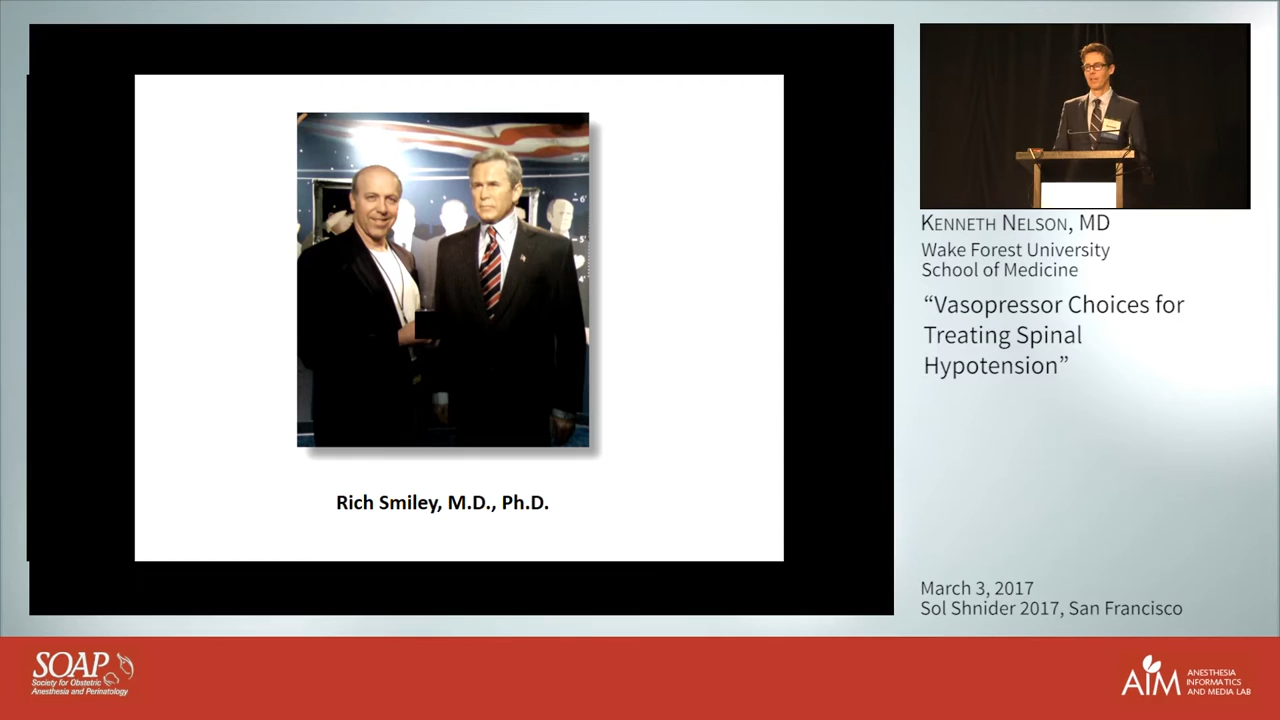 Rich Smiley, M.D., Ph.D.
KENNETH NELSON, MD
Wake Forest University
School of Medicine
“Vasopressor Choices for
Treating Spinal
Hypotension”
March 3, 2017
Sol Shnider 2017, San Francisco
SOAP
Society for Obstetric
Anesthesia and Perinatology
AIM
ANESTHESIA
INFORMATICS
AND MEDIA LAB